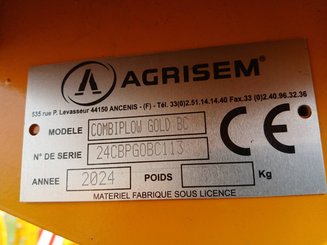 AGRISEM®
535 rue P. Levasseur 44150 ANCENIS - (F) - Tél. 33(0)2.51.14.14.40 Fax.33 (0)2.40.96.32.36
MODELE COMBIPLOW GOLD BC
N° DE SERIE 24CBPGOBC113
ANNEE 2024 POIDS Kg
CE
MATERIEL FABRIQUE SOUS LICENCE